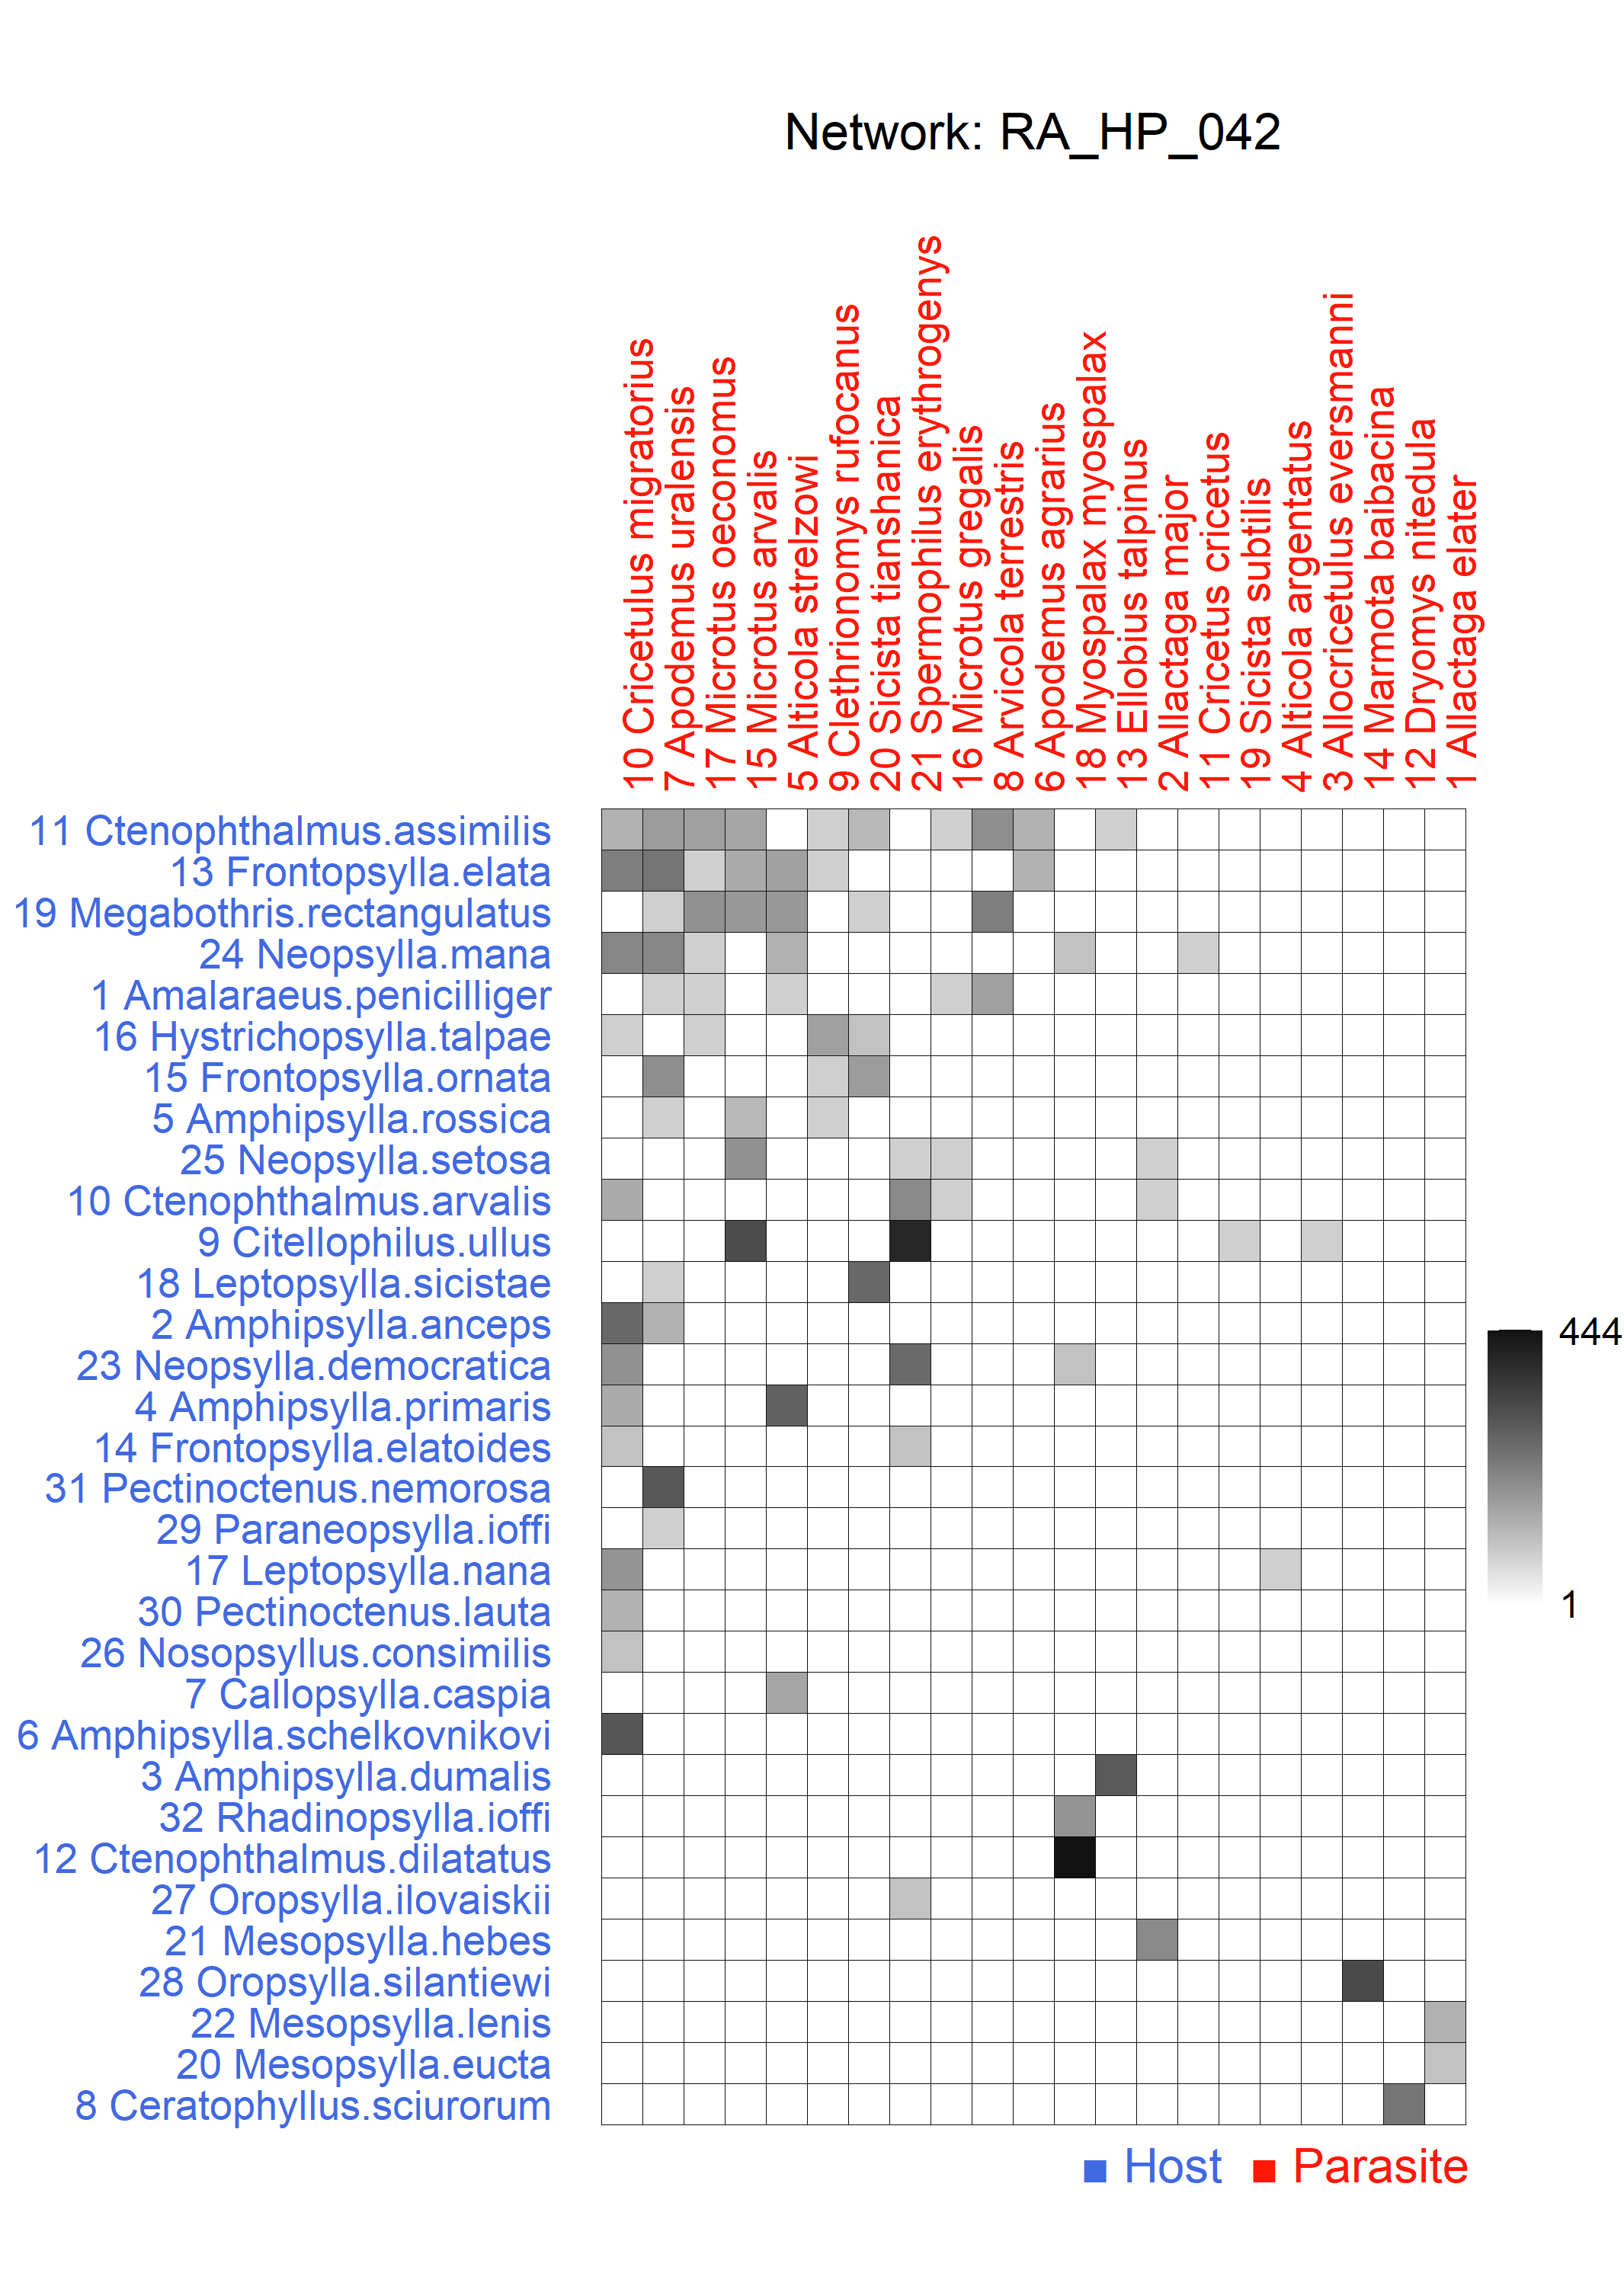 Network: RA_HP_042
10 Cricetulus migratorius
7 Apodemus uralensis
17 Microtus oeconomus
15 Microtus arvalis
5 Alticola strelzowi
9 Clethrionomys rufocanus
20 Sicista tianshanica
21 Spermophilus erythrogenys
16 Microtus gregalis
8 Arvicola terrestris
6 Apodemus agrarius
18 Myospalax myospalax
13 Ellobius talpinus
2 Allactaga major
11 Cricetus cricetus
19 Sicista subtilis
4 Alticola argentatus
3 Allocricetulus eversmanni
14 Marmota baibacina
12 Dryomys nitedula
1 Allactaga elater
11 Ctenophthalmus.assimilis
13 Frontopsylla.elata
19 Megabothris.rectangulatus
24 Neopsylla.mana
1 Amalaraeus.penicilliger
16 Hystrichopsylla.talpae
15 Frontopsylla.ornata
5 Amphipsylla.rossica
25 Neopsylla.setosa
10 Ctenophthalmus.arvalis
9 Citellophilus.ullus
18 Leptopsylla.sicistae
2 Amphipsylla.anceps
23 Neopsylla.democratica
4 Amphipsylla.primaris
14 Frontopsylla.elatoides
31 Pectinoctenus.nemorosa
29 Paraneopsylla.ioffi
17 Leptopsylla.nana
30 Pectinoctenus.lauta
26 Nosopsyllus.consimilis
7 Callopsylla.caspia
6 Amphipsylla.schelkovnikovi
3 Amphipsylla.dumalis
32 Rhadinopsylla.ioffi
12 Ctenophthalmus.dilatatus
27 Oropsylla.ilovaiskii
21 Mesopsylla.hebes
28 Oropsylla.silantiewi
22 Mesopsylla.lenis
20 Mesopsylla.eucta
8 Ceratophyllus.sciurorum
444
1
Host Parasite